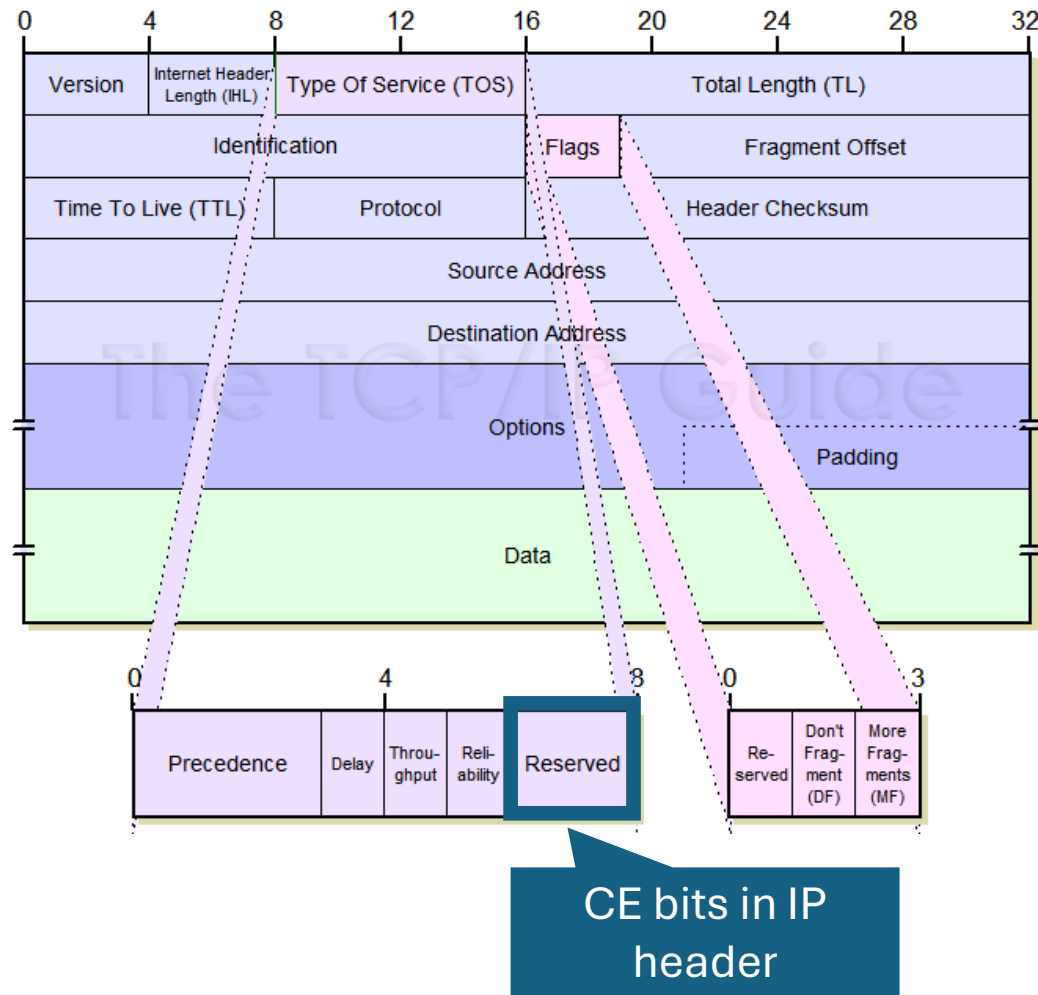 0 4 8 12 16 20 24 28 32
Version
Internet Header
Length (IHL)
Type Of Service (TOS)
Total Length (TL)
Identification
Flags
Fragment Offset
Time To Live (TTL)
Protocol
Header Checksum
Source Address
Destination Address
The TCP/IP Guide
Options
Padding
Data
0 4 8
Precedence
Delay
Throu-
ghput
Reli-
ability
Reserved
0 3
Re-
served
Don't
Frag-
ment
(DF)
More
Frag-
ments
(MF)
CE bits in IP
header